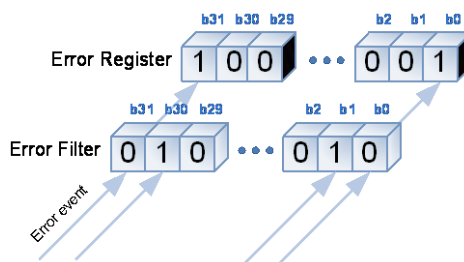 b31 b30 b29 b2 b1 b0
Error Register 1 0 0 ••• 0 0 1
b31 b30 b29 b2 b1 b0
Error Filter 0 1 0 ••• 0 1 0
Error event